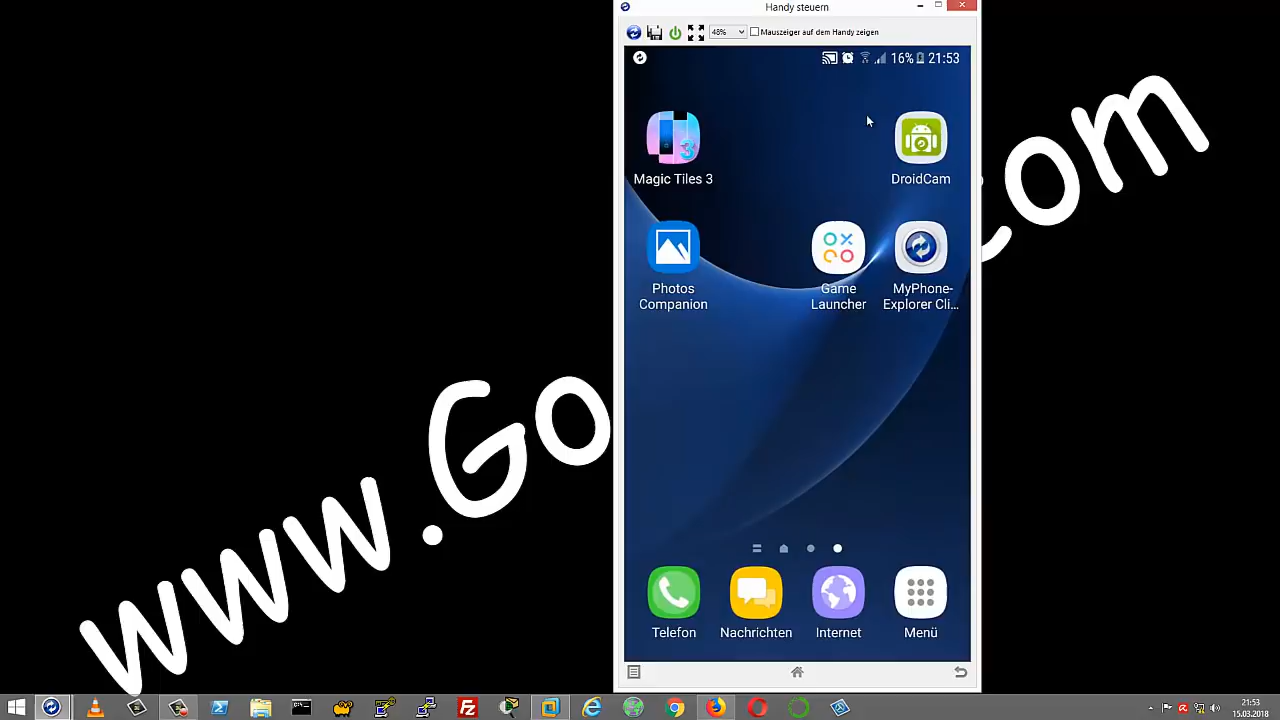 Handy steuern
48%
Mauszeiger auf dem Handy zeigen
16% 21:53
3
Magic Tiles 3
DroidCam
Photos
Companion
Game
Launcher
MyPhone-
Explorer Cli...
www.Go
com
Telefon
Nachrichten
Internet
Menü
21:53
15.03.2018